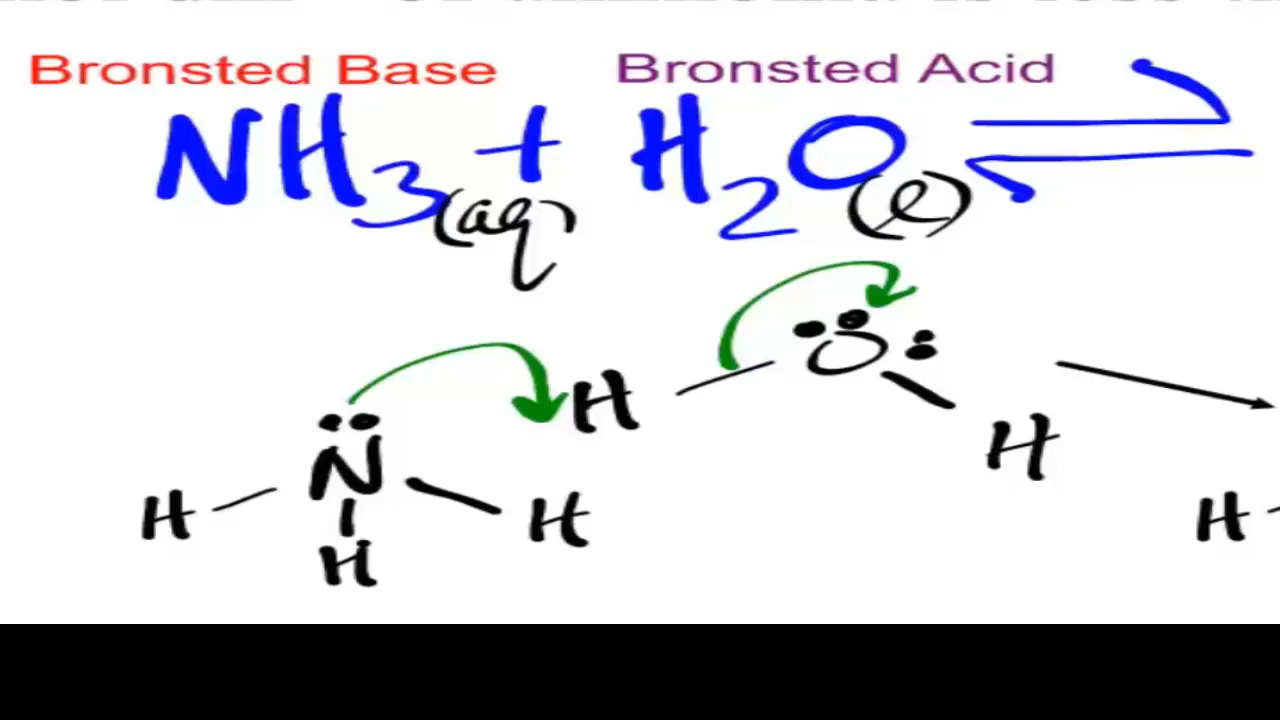 Bronsted Base Bronsted Acid
NH3(aq) + H2O(l) ⇌
H N H H H O H
H